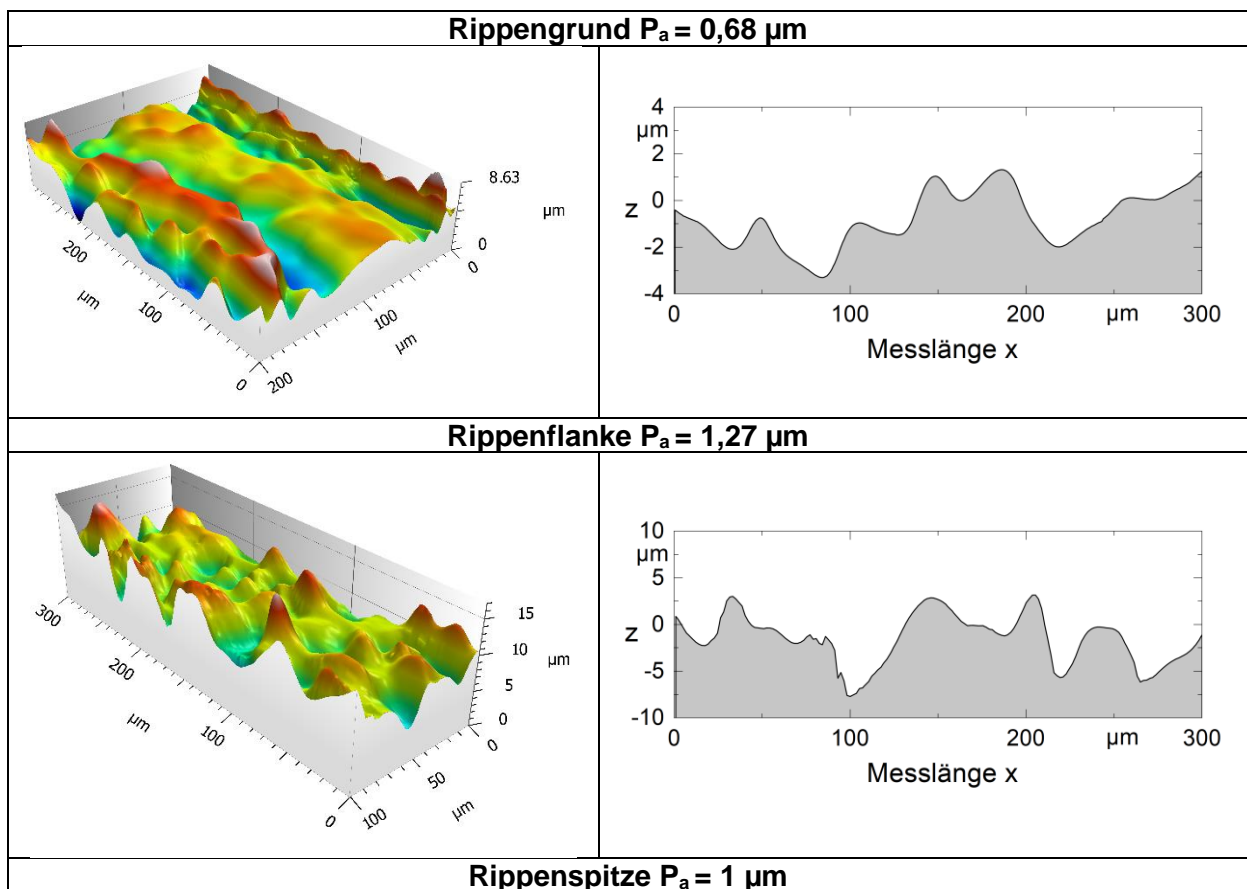 Rippengrund Pa = 0,68 µm
8.63
µm
0
0
200
100
100
µm
µm
0
200
4
µm
2
0
z
-2
-4
0
100
200
µm
300
Messlänge x
Rippenflanke Pa = 1,27 µm
300
15
10
µm
5
200
0
0
µm
100
50
µm
0
100
10
µm
5
0
z
-5
-10
0
100
200
µm
300
Messlänge x
Rippenspitze Pa = 1 µm